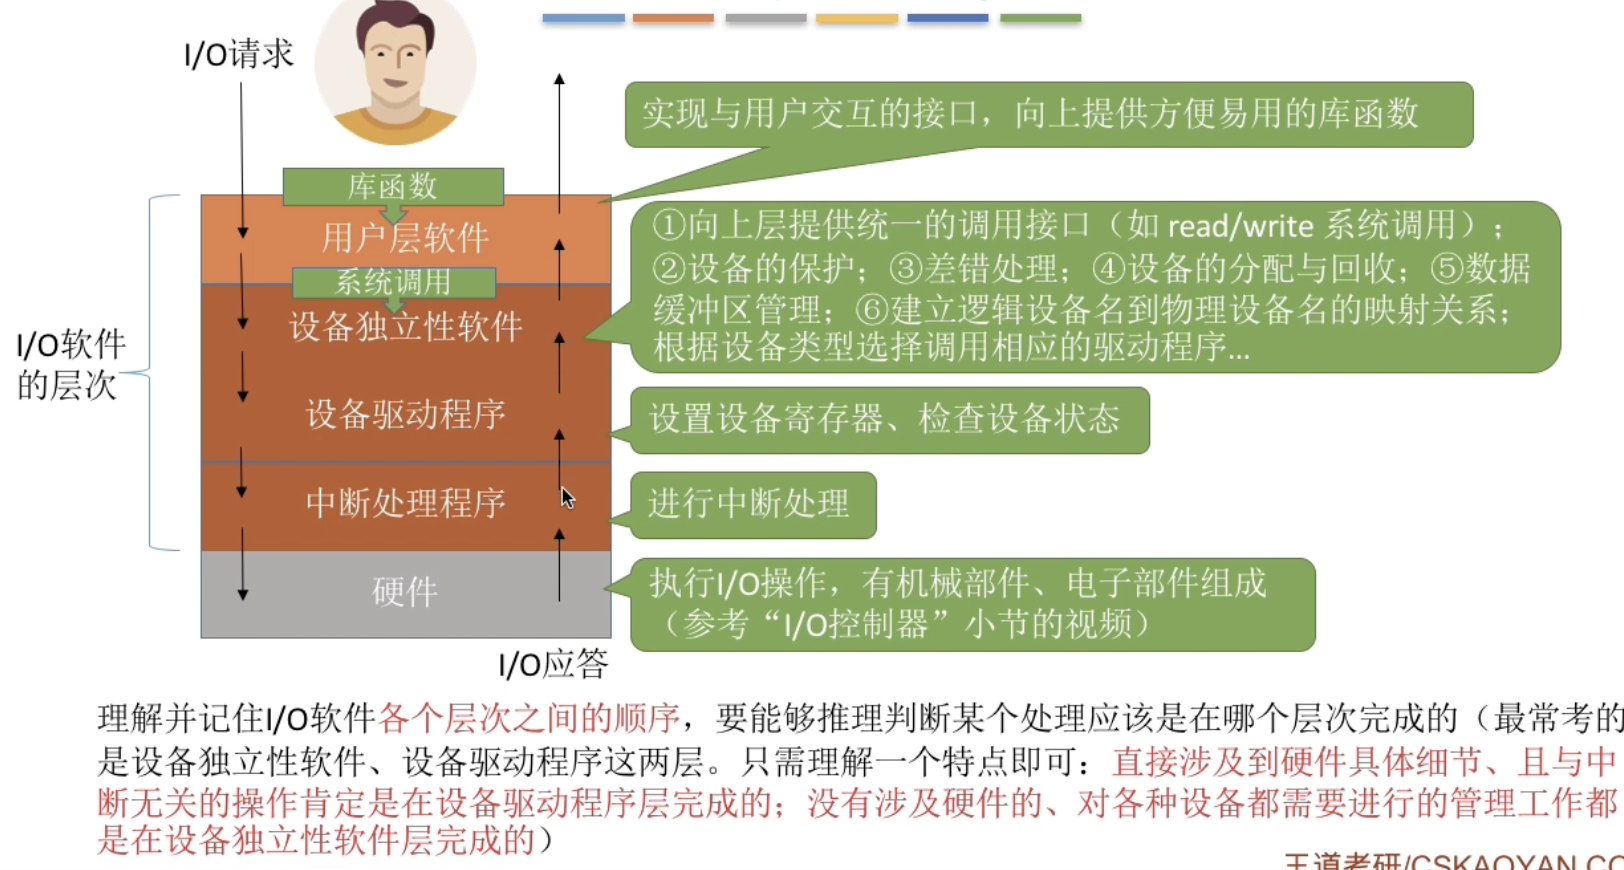 I/O请求
实现与用户交互的接口，向上提供方便易用的库函数
库函数
用户层软件
系统调用
设备独立性软件
①向上层提供统一的调用接口（如 read/write 系统调用）；
②设备的保护；③差错处理；④设备的分配与回收；⑤数据
缓冲区管理；⑥建立逻辑设备名到物理设备名的映射关系；
根据设备类型选择调用相应的驱动程序...
I/O软件
的层次
设备驱动程序
设置设备寄存器、检查设备状态
中断处理程序
进行中断处理
硬件
执行I/O操作，有机械部件、电子部件组成
（参考“I/O控制器”小节的视频）
I/O应答
理解并记住I/O软件各个层次之间的顺序，要能够推理判断某个处理应该是在哪个层次完成的（最常考的
是设备独立性软件、设备驱动程序这两层。只需理解一个特点即可：直接涉及到硬件具体细节、且与中
断无关的操作肯定是在设备驱动程序层完成的；没有涉及硬件的、对各种设备都需要进行的管理工作都
是在设备独立性软件层完成的）
王道考研/CSKAOYAN.CO